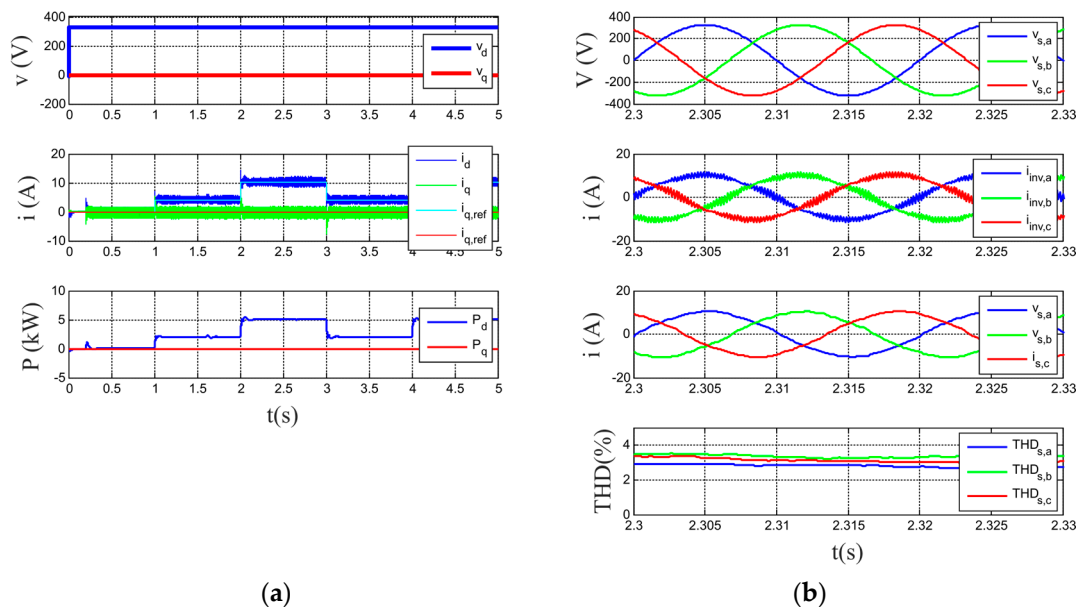 v (V)
400
200
0
-200
0 0.5 1 1.5 2 2.5 3 3.5 4 4.5 5
v_d
v_q
i (A)
20
10
0
-10
0 0.5 1 1.5 2 2.5 3 3.5 4 4.5 5
i_d
i_q
i_q,ref
i_q,ref
P (kW)
10
5
0
5
0 0.5 1 1.5 2 2.5 3 3.5 4 4.5 5
P_d
P_q
t(s)
(a)
V (V)
400
200
0
-200
-400
2.3 2.305 2.31 2.315 2.32 2.325 2.33
v_s,a
v_s,b
v_s,c
i (A)
20
0
-20
2.3 2.305 2.31 2.315 2.32 2.325 2.33
i_inv,a
i_inv,b
i_inv,c
i (A)
20
0
-20
2.3 2.305 2.31 2.315 2.32 2.325 2.33
v_s,a
v_s,b
i_s,c
THD(%)
4
2
0
2.3 2.305 2.31 2.315 2.32 2.325 2.33
THD_s,a
THD_s,b
THD_s,c
t(s)
(b)